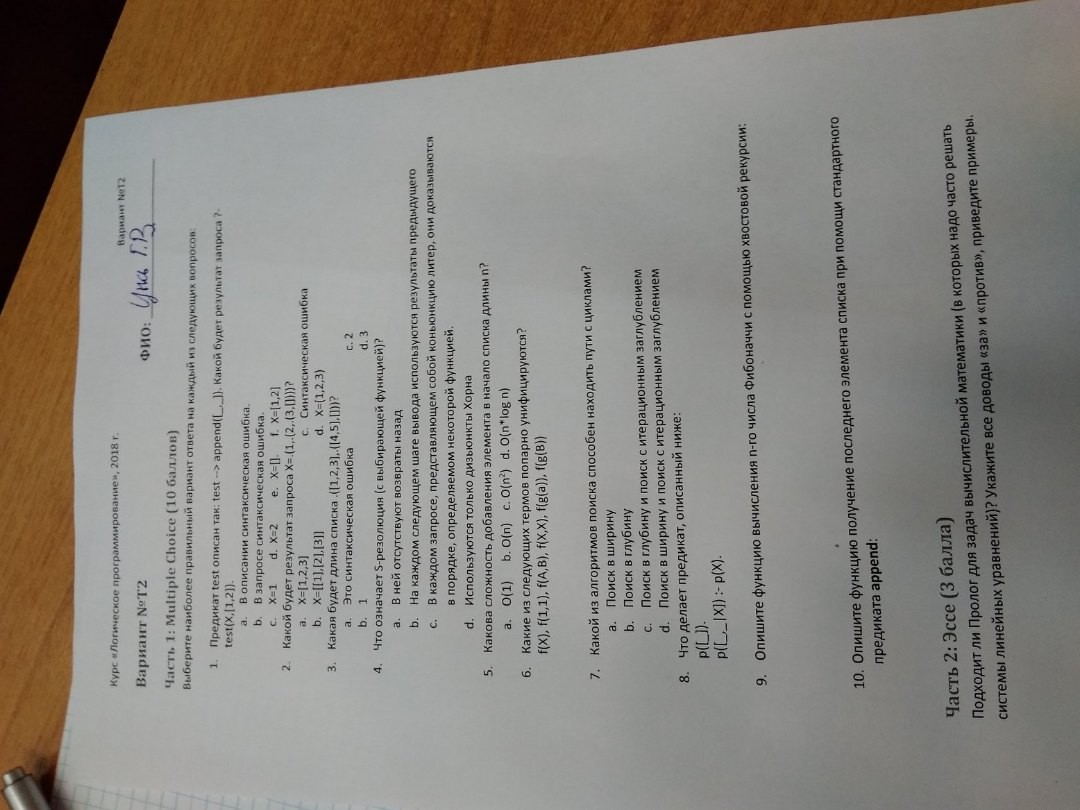 Курс «Логическое программирование», 2018 г.
Вариант №Т2
Вариант №Т2
ФИО: Г.В
Часть 1: Multiple Choice (10 баллов)
Выберите наиболее правильный вариант ответа на каждый из следующих вопросов:
1. Предикат test описан так: test --> append([_,_]). Какой будет результат запроса ?-
test(X,[1,2]).
a. В описании синтаксическая ошибка.
b. В запросе синтаксическая ошибка.
c. X=1 d. X=2 e. X=[]. f. X=[1,2]
2. Какой будет результат запроса X=.(1,.(2,.(3,[])))?
a. X=[1,2,3] c. Синтаксическая ошибка
b. X=[[1],[2],[3]] d. X=(1,2,3)
3. Какая будет длина списка .([1,2,3],.([4,5],[]))?
a. Это синтаксическая ошибка c. 2
b. 1 d. 3
4. Что означает S-резолюция (с выбирающей функцией)?
a. В ней отсутствуют возвраты назад
b. На каждом следующем шаге вывода используются результаты предыдущего
c. В каждом запросе, представляющем собой коньюнкцию литер, они доказываются
в порядке, определяемом некоторой функцией.
d. Используются только дизьюнкты Хорна
5. Какова сложность добавления элемента в начало списка длины n?
a. O(1) b. O(n) c. O(n²) d. O(n*log n)
6. Какие из следующих термов попарно унифицируются?
f(X), f(1,1), f(A,B), f(X,X), f(g(a)), f(g(B))
7. Какой из алгоритмов поиска способен находить пути с циклами?
a. Поиск в ширину
b. Поиск в глубину
c. Поиск в глубину и поиск с итерационным заглублением
d. Поиск в ширину и поиск с итерационным заглублением
8. Что делает предикат, описанный ниже:
p([_]).
p([_,_|X]) :- p(X).
9. Опишите функцию вычисления n-го числа Фибоначчи с помощью хвостовой рекурсии:
10. Опишите функцию получение последнего элемента списка при помощи стандартного
предиката append:
Часть 2: Эссе (3 балла)
Подходит ли Пролог для задач вычислительной математики (в которых надо часто решать
системы линейных уравнений)? Укажите все доводы «за» и «против», приведите примеры.